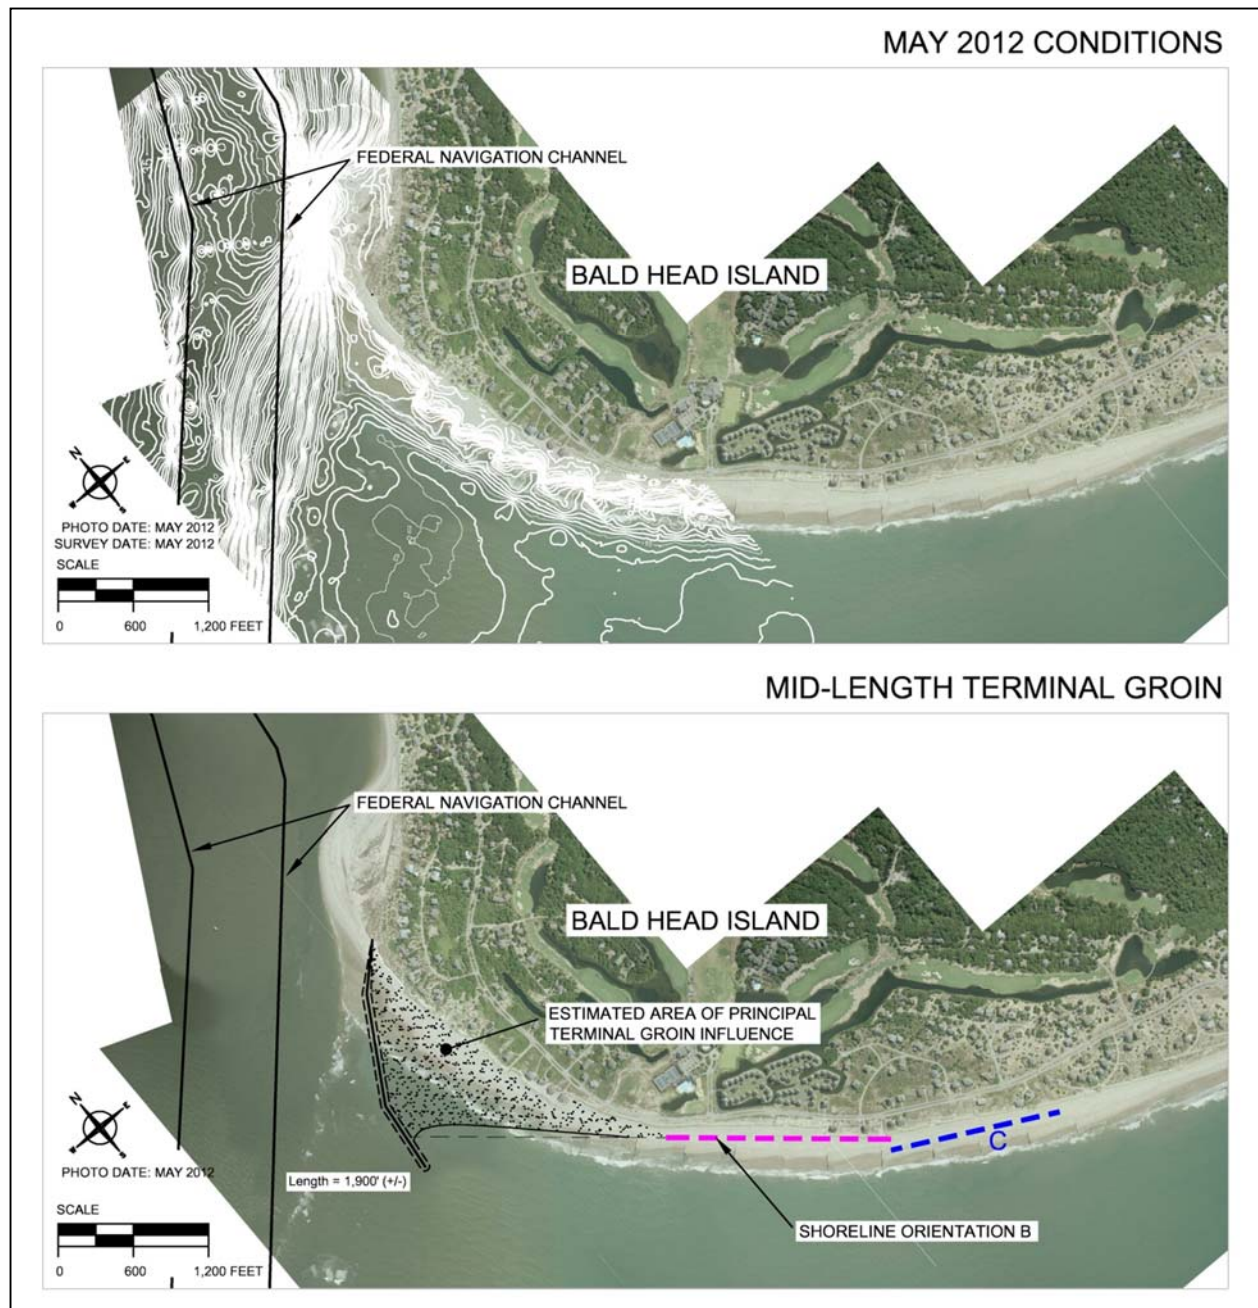 MAY 2012 CONDITIONS
FEDERAL NAVIGATION CHANNEL
BALD HEAD ISLAND
N
PHOTO DATE: MAY 2012
SURVEY DATE: MAY 2012
SCALE
0 600 1,200 FEET
MID-LENGTH TERMINAL GROIN
FEDERAL NAVIGATION CHANNEL
BALD HEAD ISLAND
ESTIMATED AREA OF PRINCIPAL
TERMINAL GROIN INFLUENCE
N
C
PHOTO DATE: MAY 2012
Length = 1,900' (+/-)
SCALE
SHORELINE ORIENTATION B
0 600 1,200 FEET